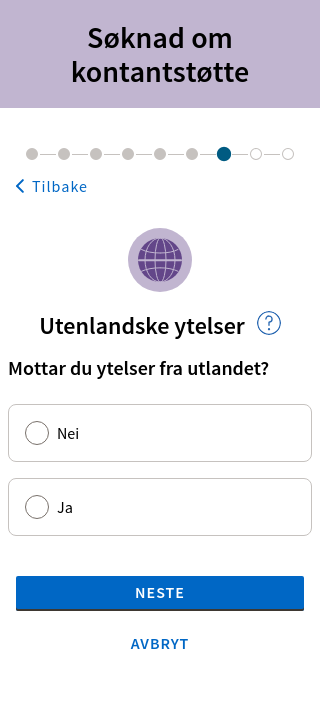 Søknad om
kontantstøtte
Tilbake
Utenlandske ytelser ?
Mottar du ytelser fra utlandet?
Nei
Ja
NESTE
AVBRYT